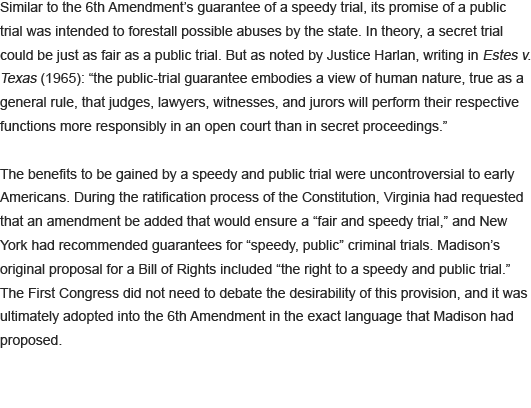 Similar to the 6th Amendment’s guarantee of a speedy trial, its promise of a public
trial was intended to forestall possible abuses by the state. In theory, a secret trial
could be just as fair as a public trial. But as noted by Justice Harlan, writing in Estes v.
Texas (1965): “the public-trial guarantee embodies a view of human nature, true as a
general rule, that judges, lawyers, witnesses, and jurors will perform their respective
functions more responsibly in an open court than in secret proceedings.”
The benefits to be gained by a speedy and public trial were uncontroversial to early
Americans. During the ratification process of the Constitution, Virginia had requested
that an amendment be added that would ensure a “fair and speedy trial,” and New
York had recommended guarantees for “speedy, public” criminal trials. Madison’s
original proposal for a Bill of Rights included “the right to a speedy and public trial.”
The First Congress did not need to debate the desirability of this provision, and it was
ultimately adopted into the 6th Amendment in the exact language that Madison had
proposed.